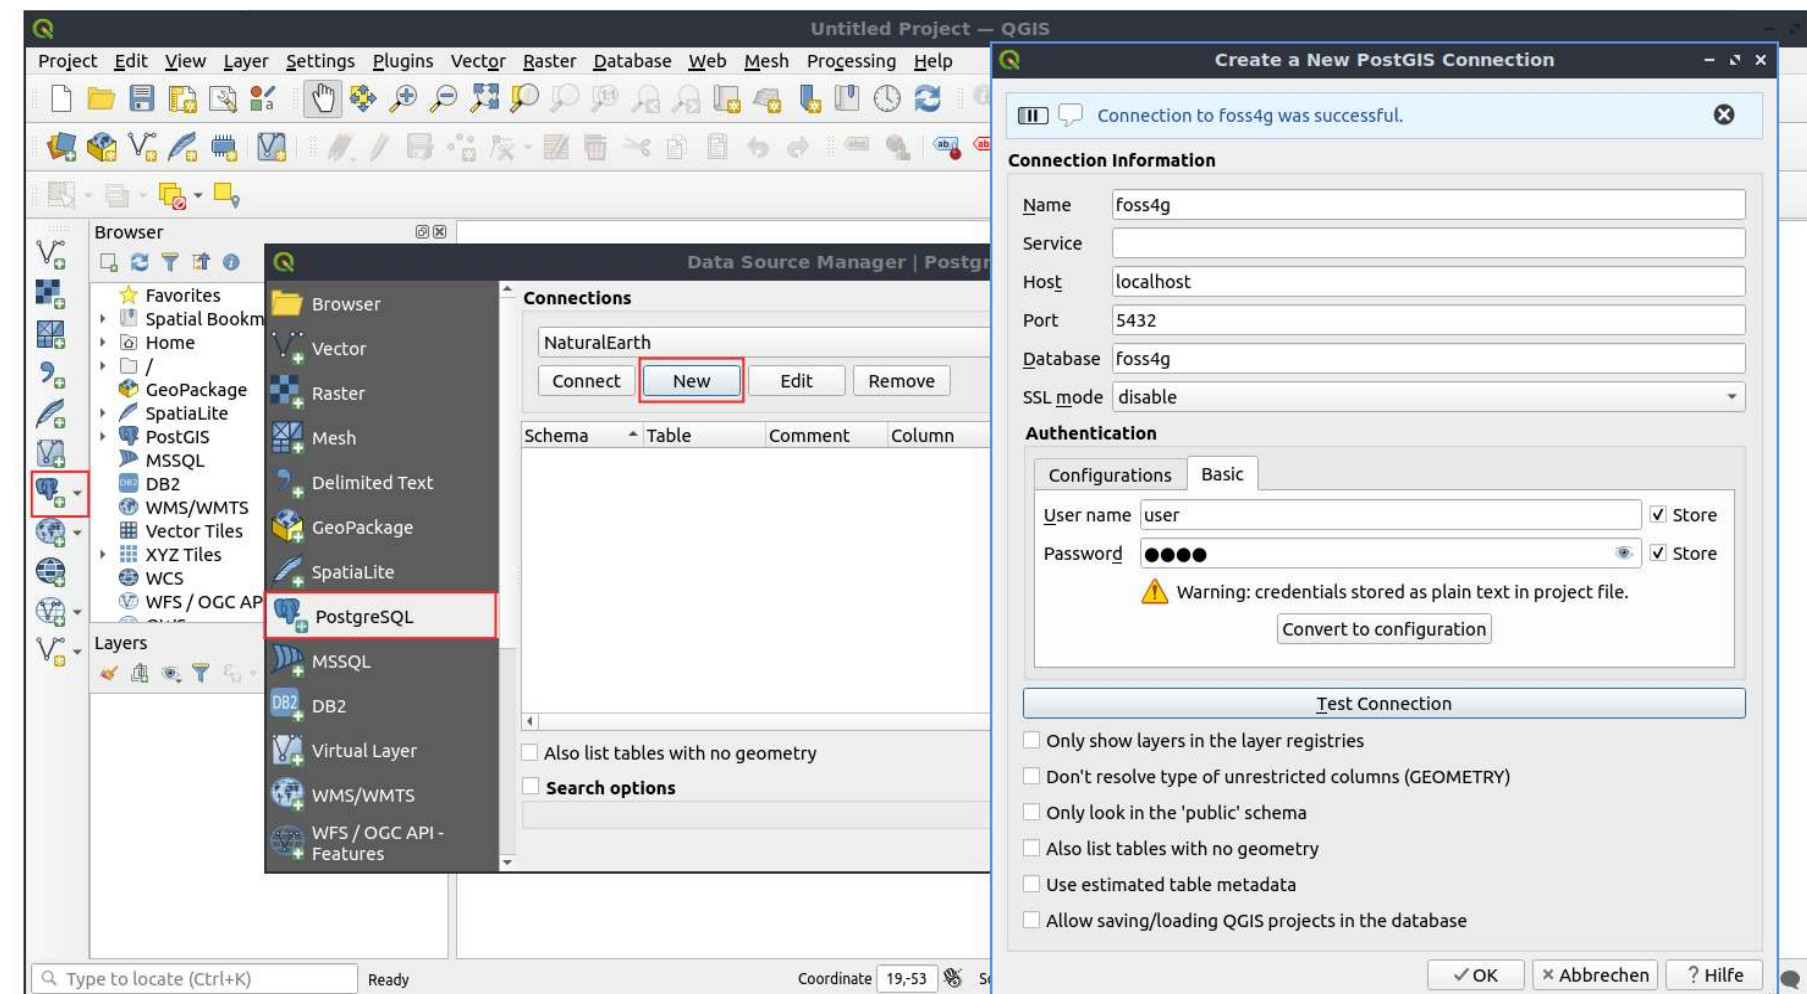 Untitled Project — QGIS
Project Edit View Layer Settings Plugins Vector Raster Database Web Mesh Processing Help
Browser
Favorites
Spatial Bookm
Home
/
GeoPackage
SpatiaLite
PostGIS
MSSQL
DB2
WMS/WMTS
Vector Tiles
XYZ Tiles
WCS
WFS / OGC AP
Layers
Type to locate (Ctrl+K)
Ready
Coordinate 19,-53
Data Source Manager | Postgr
Browser
Vector
Raster
Mesh
Delimited Text
GeoPackage
SpatiaLite
PostgreSQL
MSSQL
DB2
Virtual Layer
WMS/WMTS
WFS / OGC API -
Features
Connections
NaturalEarth
Connect New Edit Remove
Schema Table Comment Column
Also list tables with no geometry
Search options
Create a New PostGIS Connection
Connection to foss4g was successful.
Connection Information
Name foss4g
Service
Host localhost
Port 5432
Database foss4g
SSL mode disable
Authentication
Configurations Basic
User name user Store
Password ●●●● Store
Warning: credentials stored as plain text in project file.
Convert to configuration
Test Connection
Only show layers in the layer registries
Don't resolve type of unrestricted columns (GEOMETRY)
Only look in the 'public' schema
Also list tables with no geometry
Use estimated table metadata
Allow saving/loading QGIS projects in the database
OK Abbrechen ? Hilfe